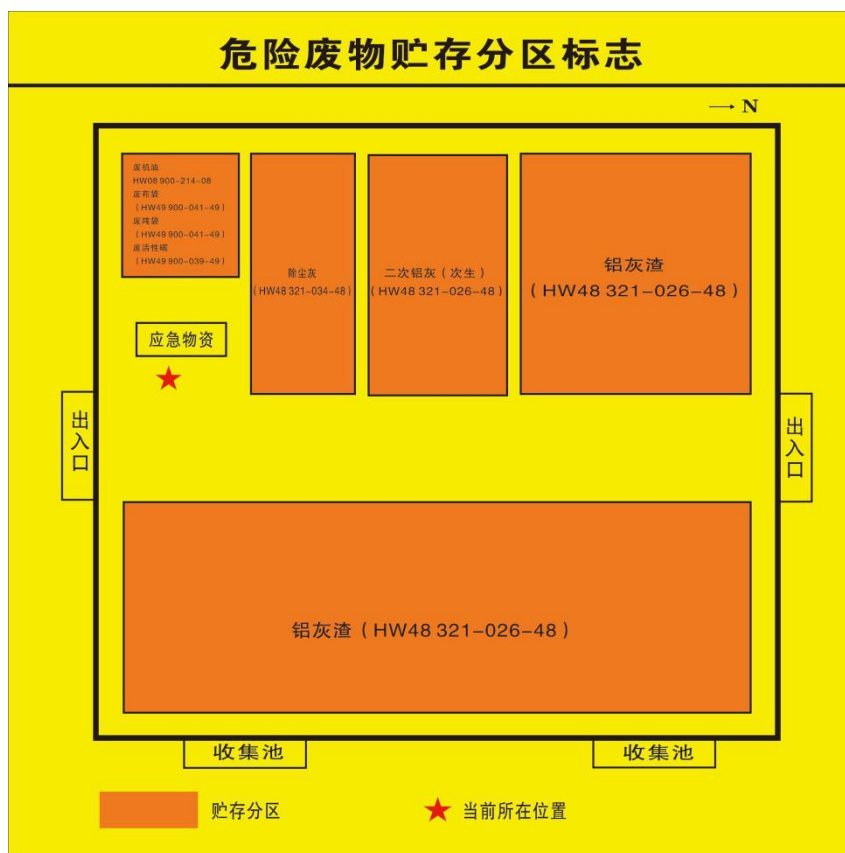 危险废物贮存分区标志
→ N
废机油
HW08 900-214-08
废布袋
(HW49 900-041-49)
废吨袋
(HW49 900-041-49)
废活性碳
(HW49 900-039-49)
除尘灰
(HW48 321-034-48)
二次铝灰(次生)
(HW48 321-026-48)
铝灰渣
(HW48 321-026-48)
应急物资
出入口
出入口
铝灰渣(HW48 321-026-48)
收集池
收集池
贮存分区
当前所在位置